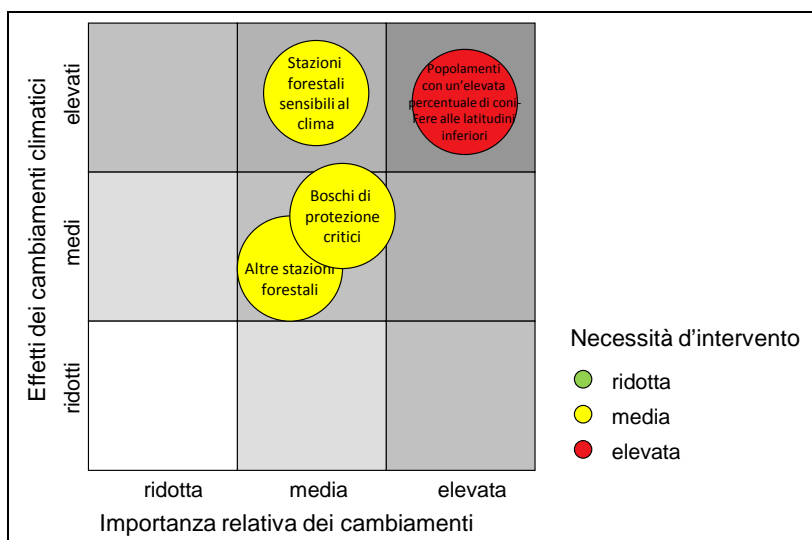 Effetti dei cambiamenti climatici
elevati
medi
ridotti
Stazioni
forestali
sensibili al
clima
Popolamenti
con un'elevata
percentuale di coni-
Fere alle latitudini
inferiori
Boschi di
protezione
critici
Altre stazioni
forestali
Necessità d'intervento
ridotta
media
elevata
ridotta
media
elevata
Importanza relativa dei cambiamenti